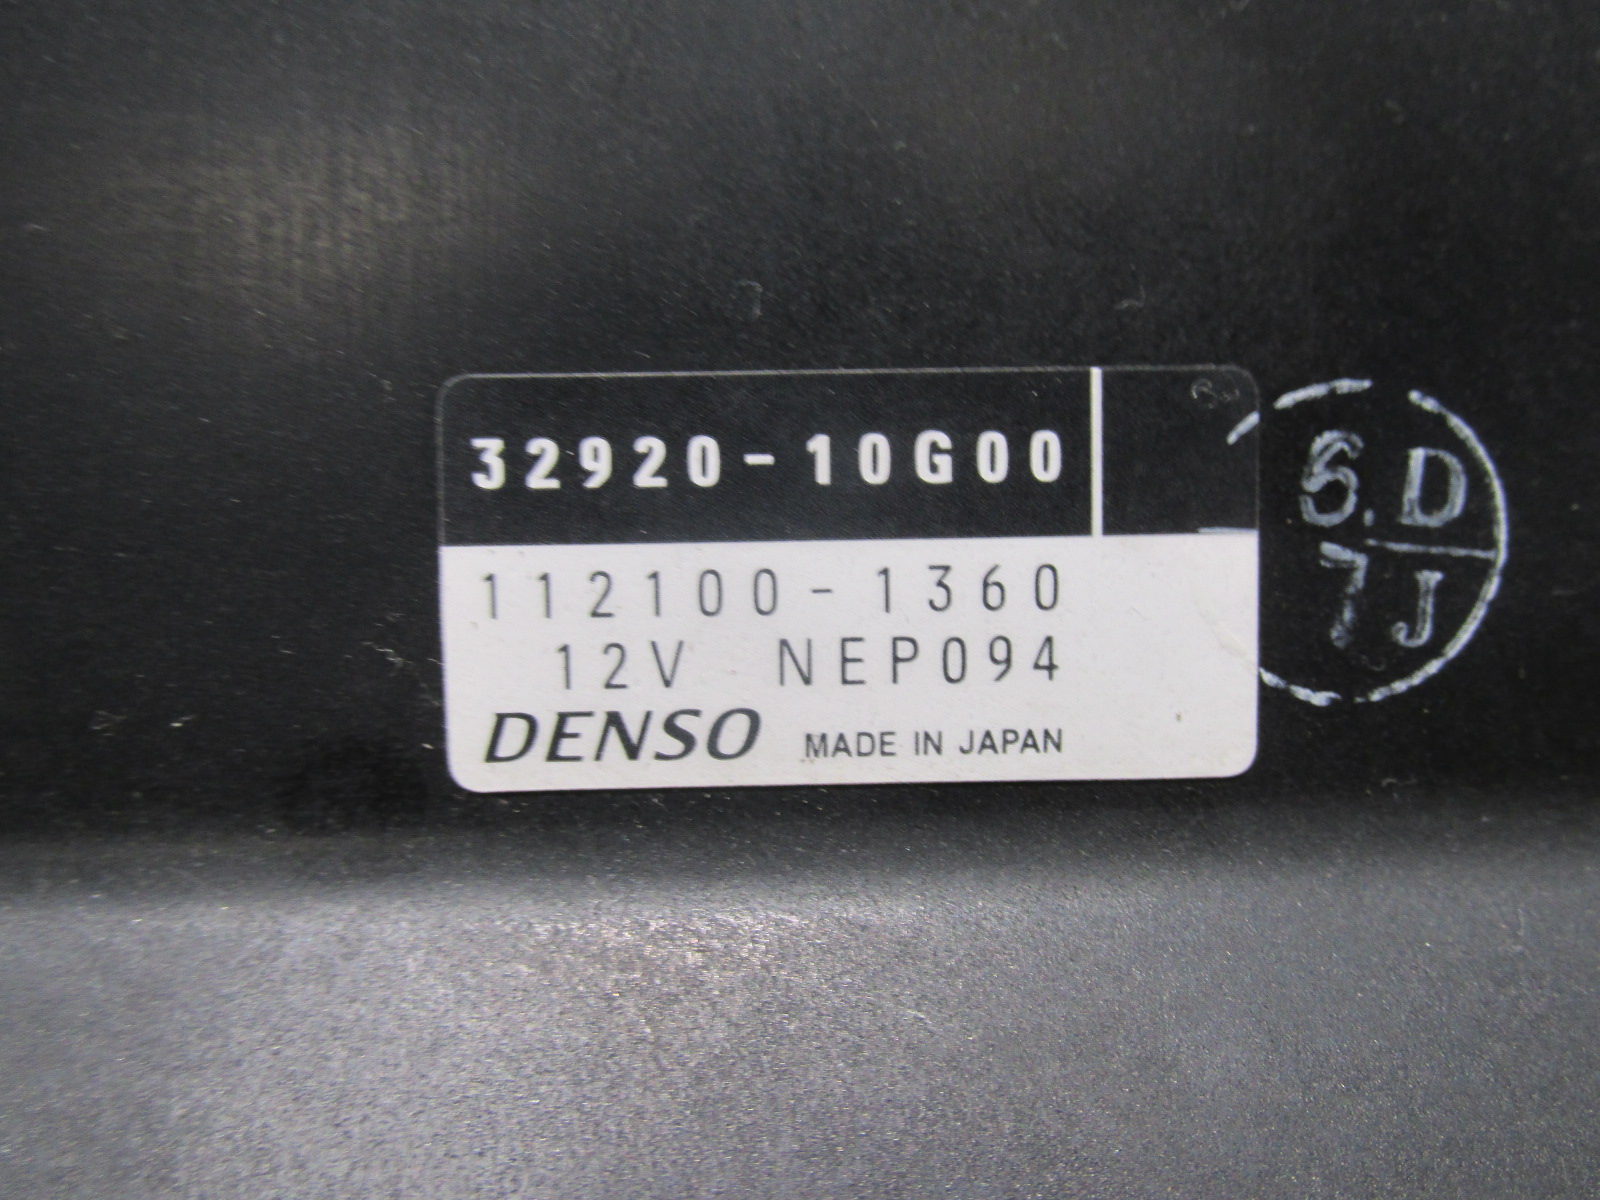 32920-10G00
112100-1360
12V NEP094
DENSO MADE IN JAPAN
6.D
7J